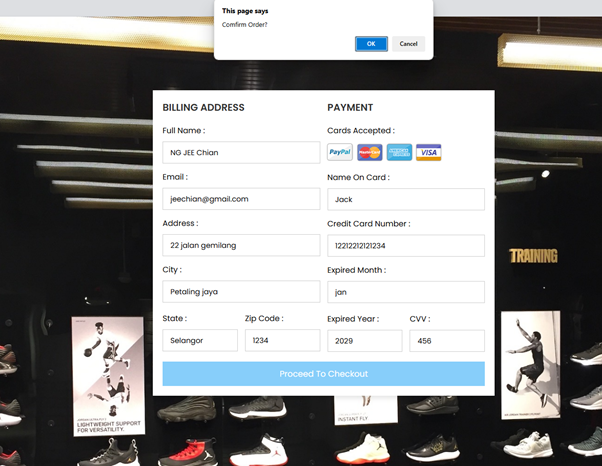 This page says
Comfirm Order?
OK
Cancel
BILLING ADDRESS
Full Name :
NG JEE Chian
Email :
jeechian@gmail.com
Address :
22 jalan gemilang
City :
Petaling jaya
State :
Zip Code :
Selangor
1234
PAYMENT
Cards Accepted :
PayPal
MasterCard
VISA
Name On Card :
Jack
Credit Card Number :
12212212121234
Expired Month :
jan
Expired Year :
CVV :
2029
456
Proceed To Checkout
TRAINING
LIGHTWEIGHT SUPPORT
FOR VERSATILITY.
INSTANT FLY.